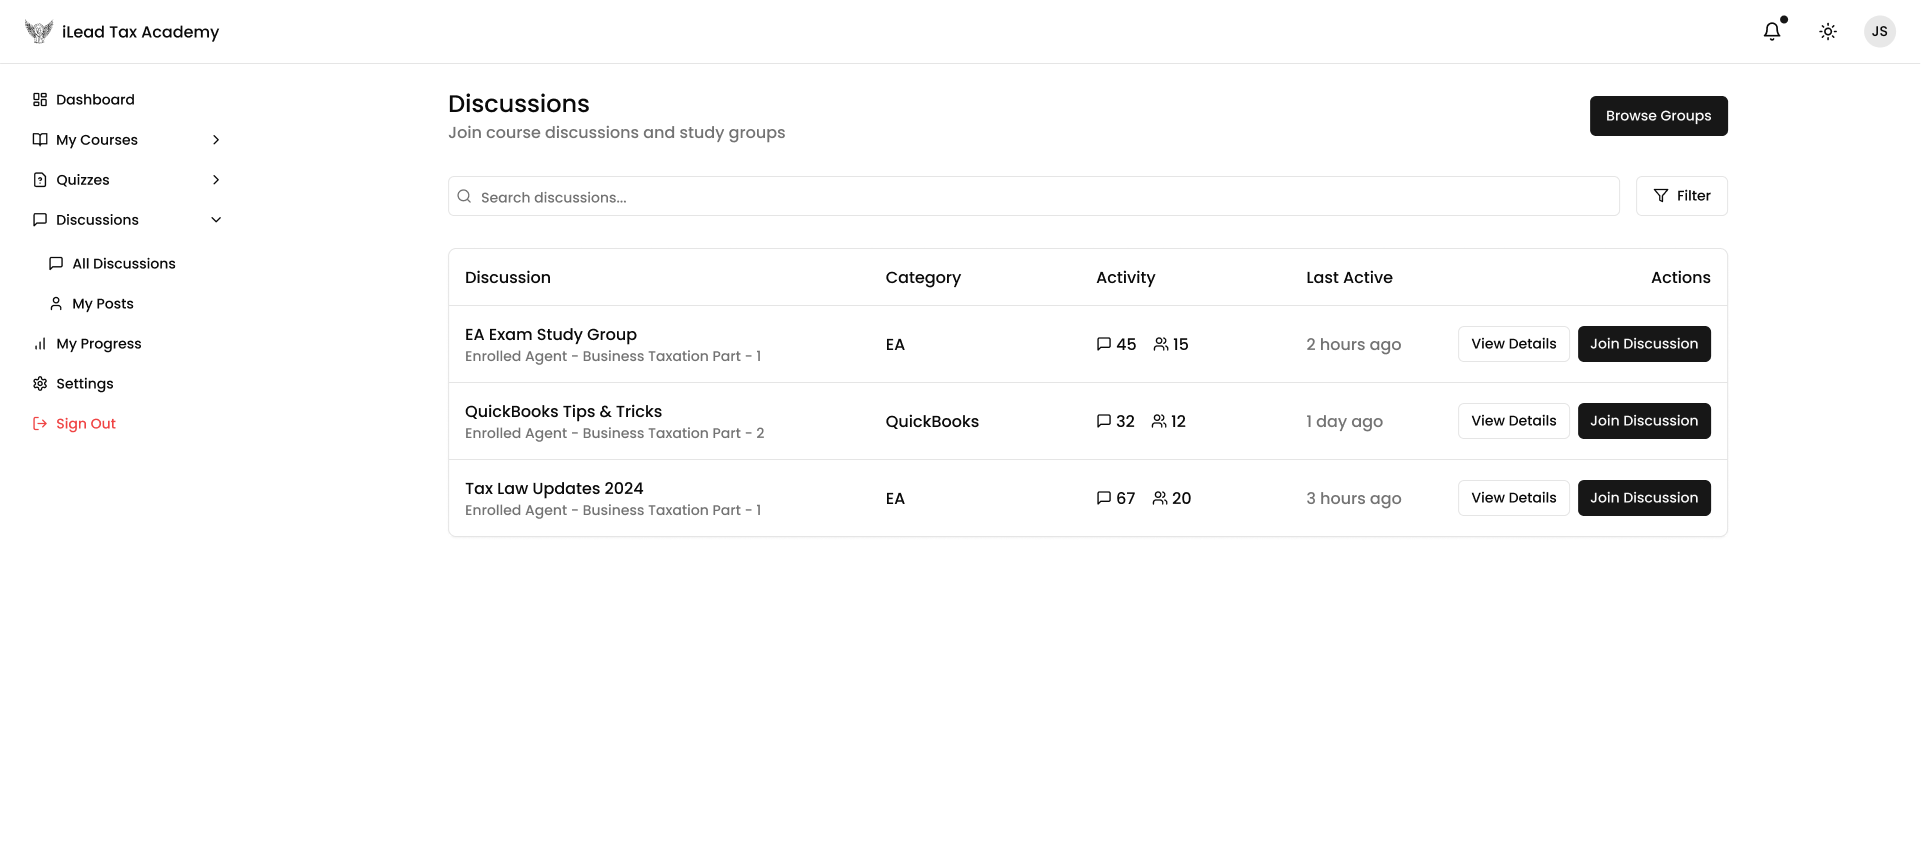 iLead Tax Academy
JS
Dashboard
My Courses
Quizzes
Discussions
All Discussions
My Posts
My Progress
Settings
Sign Out
Discussions
Join course discussions and study groups
Browse Groups
Search discussions...
Filter
Discussion Category Activity Last Active Actions
EA Exam Study Group
Enrolled Agent - Business Taxation Part - 1
EA 45 15 2 hours ago View Details Join Discussion
QuickBooks Tips & Tricks
Enrolled Agent - Business Taxation Part - 2
QuickBooks 32 12 1 day ago View Details Join Discussion
Tax Law Updates 2024
Enrolled Agent - Business Taxation Part - 1
EA 67 20 3 hours ago View Details Join Discussion